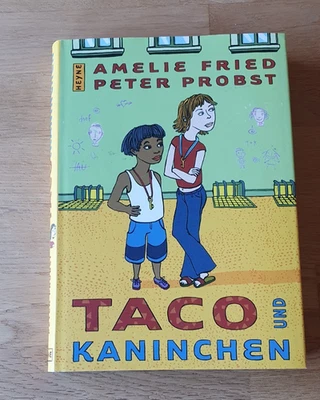 HEYNE
AMELIE FRIED
PETER PROBST
TACO
UND
KANINCHEN